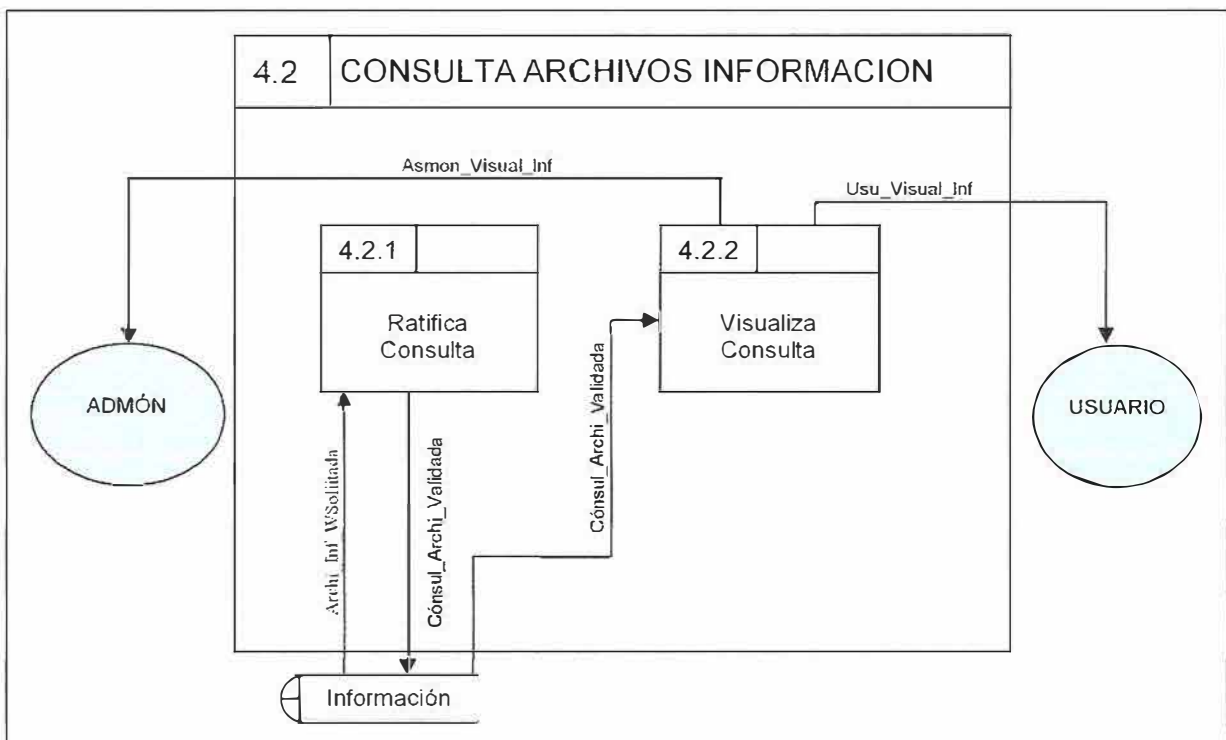 4.2 CONSULTA ARCHIVOS INFORMACION
Asmon_Visual_Inf
Usu_Visual_Inf
4.2.1
4.2.2
Ratifica
Consulta
Visualiza
Consulta
ADMÓN
USUARIO
Archi_Inf_WSoliitada
Cónsul_Archi_Validada
Cónsul_Archi_Validada
Información